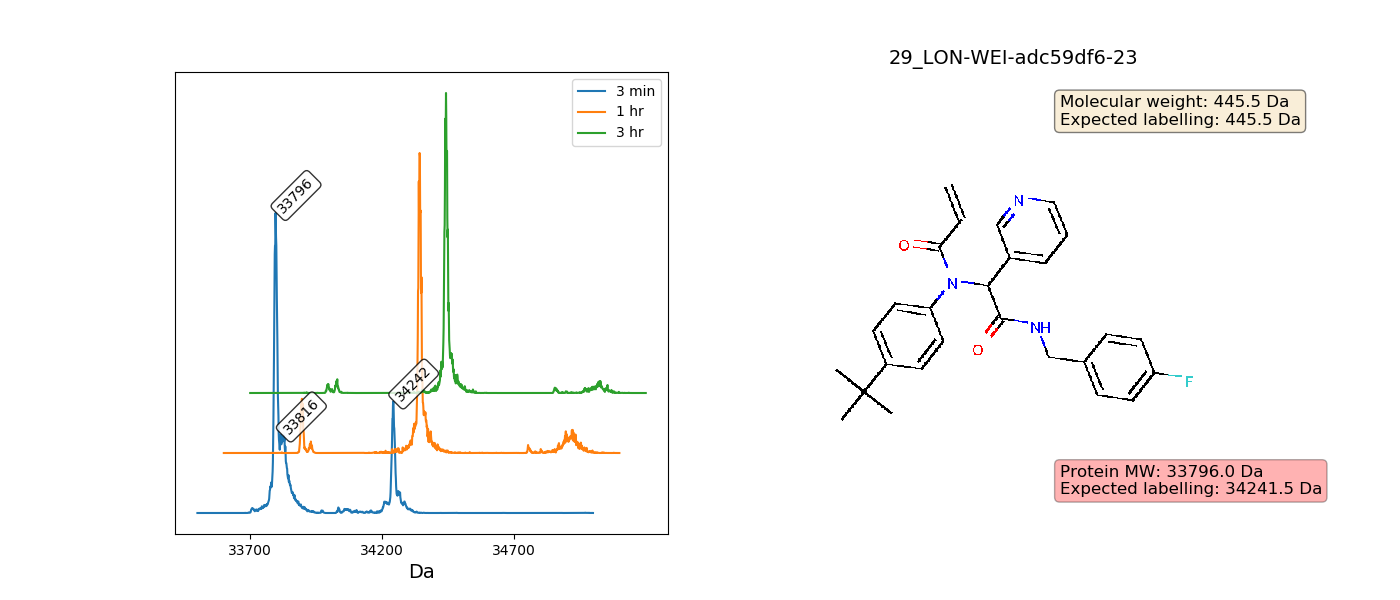 29_LON-WEI-adc59df6-23
3 min
1 hr
3 hr
Molecular weight: 445.5 Da
Expected labelling: 445.5 Da
33796
33816
34242
N
O
N
NH
O
F
Protein MW: 33796.0 Da
Expected labelling: 34241.5 Da
33700
34200
34700
Da